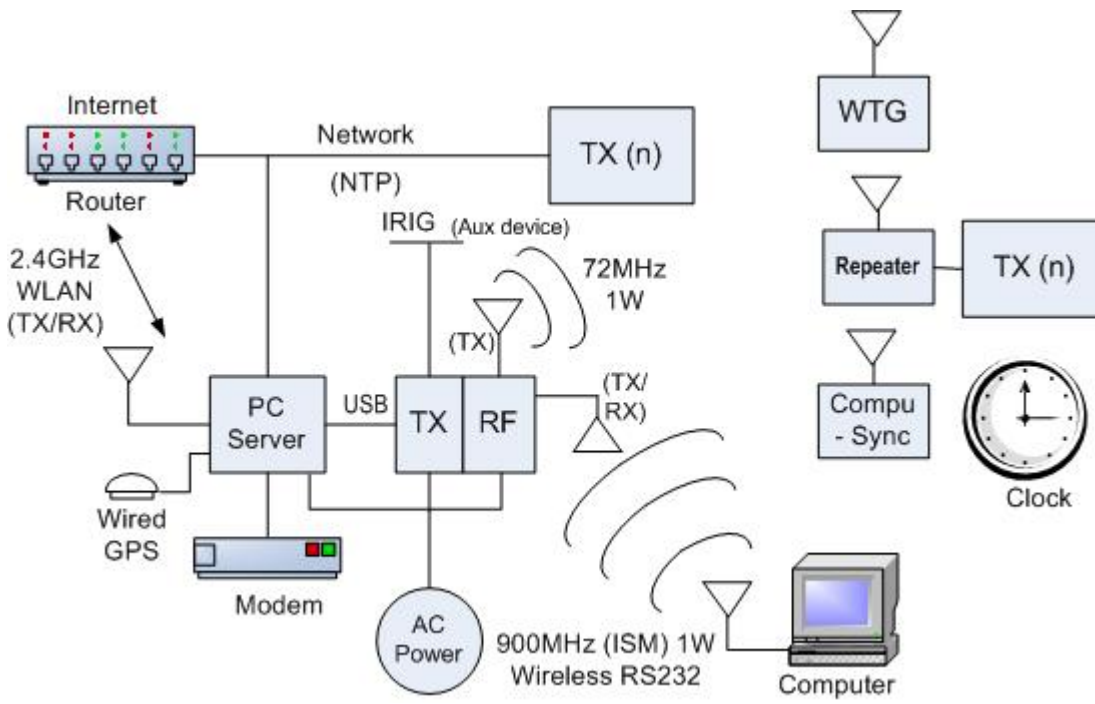 Internet
Router
Network
(NTP)
TX (n)
WTG
IRIG (Aux device)
2.4GHz
WLAN
(TX/RX)
72MHz
1W
(TX)
Repeater
TX (n)
PC
Server
USB
TX
RF
(TX/
RX)
Compu
- Sync
Clock
Wired
GPS
Modem
AC
Power
900MHz (ISM) 1W
Wireless RS232
Computer